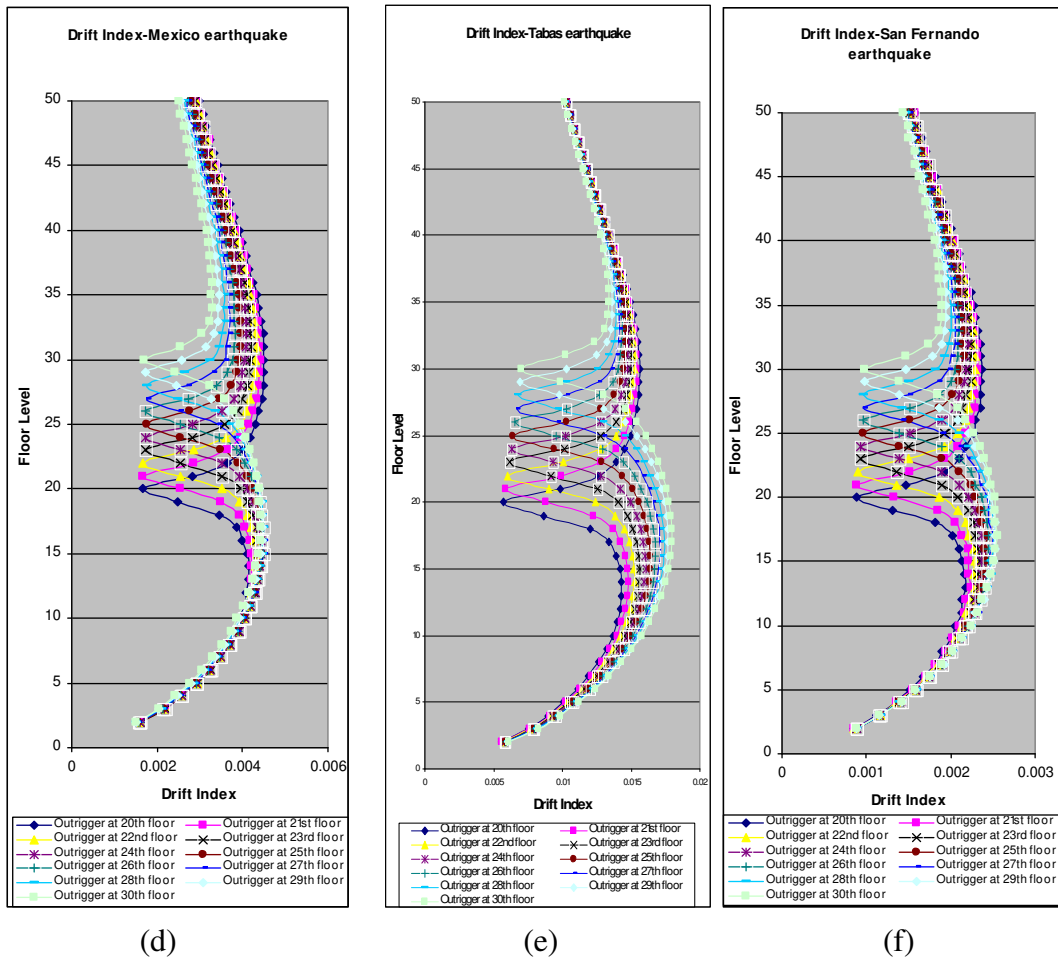 Drift Index-Mexico earthquake
50
45
40
35
30
25
20
15
10
5
0
Floor Level
0
0.002
0.004
0.006
Drift Index
Outrigger at 20th floor
Outrigger at 21st floor
Outrigger at 22nd floor
Outrigger at 23rd floor
Outrigger at 24th floor
Outrigger at 25th floor
Outrigger at 26th floor
Outrigger at 27th floor
Outrigger at 28th floor
Outrigger at 29th floor
Outrigger at 30th floor
(d)
Drift Index-Tabas earthquake
50
45
40
35
30
25
20
15
10
5
0
Floor Level
0
0.005
0.01
0.015
0.02
Drift Index
Outrigger at 20th floor
Outrigger at 21st floor
Outrigger at 22nd floor
Outrigger at 23rd floor
Outrigger at 24th floor
Outrigger at 25th floor
Outrigger at 26th floor
Outrigger at 27th floor
Outrigger at 28th floor
Outrigger at 29th floor
Outrigger at 30th floor
(e)
Drift Index-San Fernando
earthquake
50
45
40
35
30
25
20
15
10
5
0
Floor Level
0
0.001
0.002
0.003
Drift Index
Outrigger at 20th floor
Outrigger at 21st floor
Outrigger at 22nd floor
Outrigger at 23rd floor
Outrigger at 24th floor
Outrigger at 25th floor
Outrigger at 26th floor
Outrigger at 27th floor
Outrigger at 28th floor
Outrigger at 29th floor
Outrigger at 30th floor
(f)